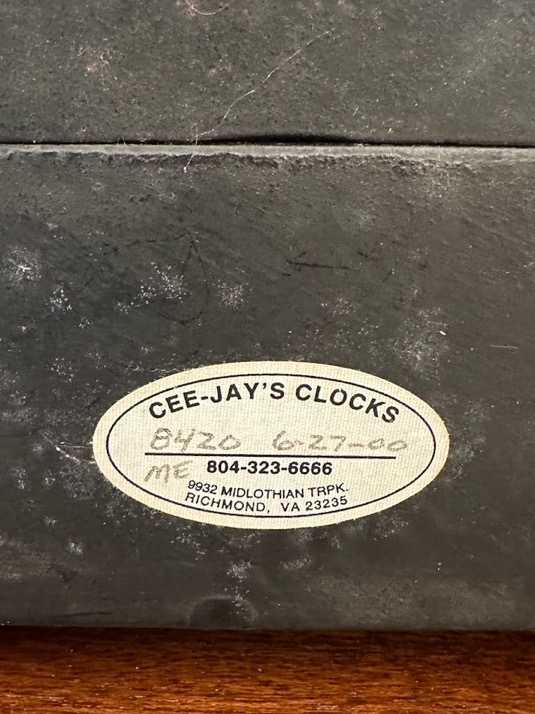 CEE-JAY'S CLOCKS
8420 6-27-00
ME 804-323-6666
9932 MIDLOTHIAN TRPK.
RICHMOND, VA 23235